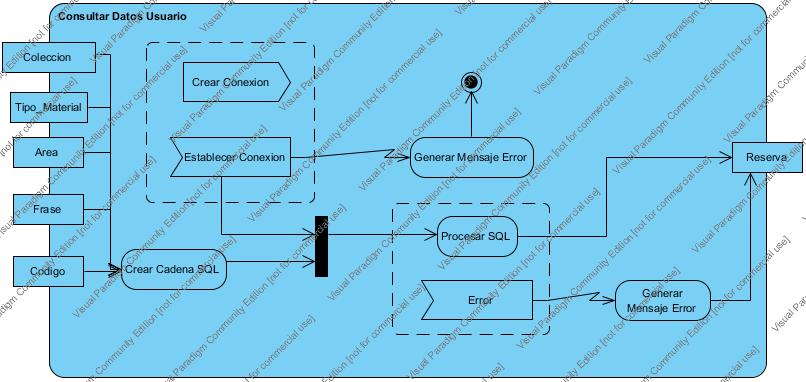 Consultar Datos Usuario
Coleccion
Crear Conexion
Tipo_Material
Area
Establecer Conexion
Generar Mensaje Error
Reserva
Frase
Procesar SQL
Codigo
Crear Cadena SQL
Error
Generar
Mensaje Error
Visual Paradigm Community Edition [not for commercial use]